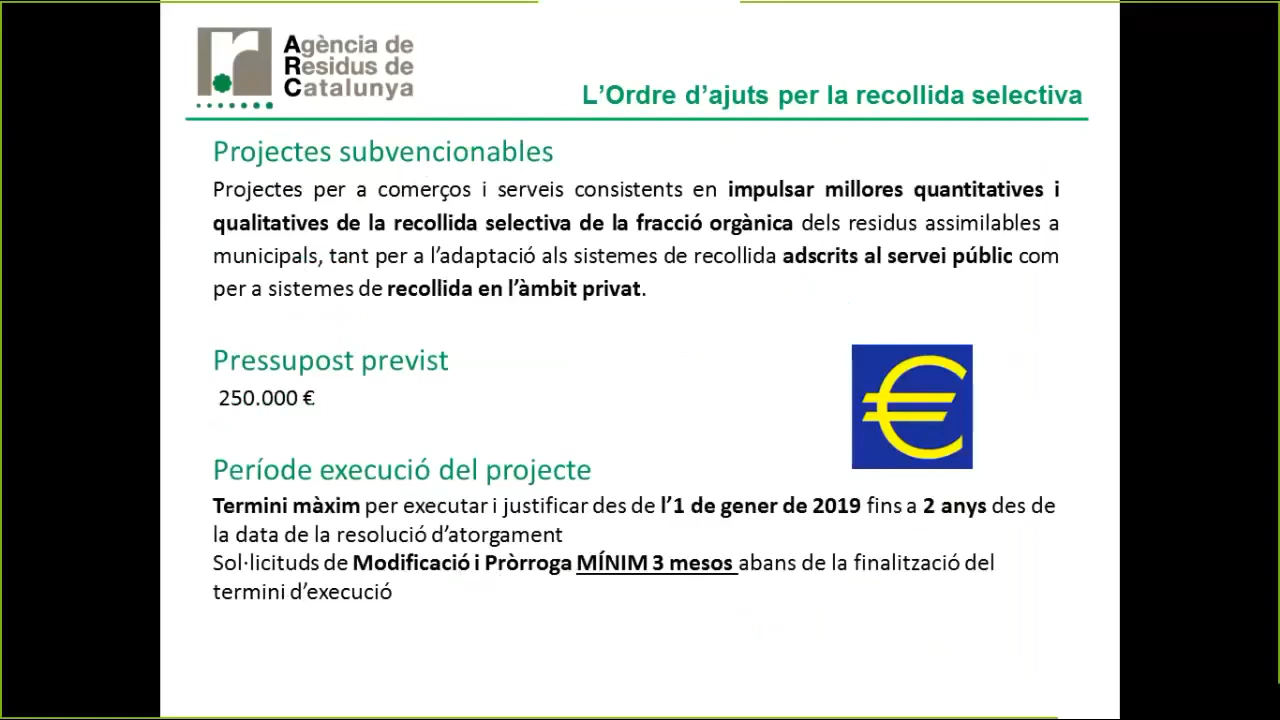 Agència de
Residus de
Catalunya
L’Ordre d’ajuts per la recollida selectiva
Projectes subvencionables
Projectes per a comerços i serveis consistents en impulsar millores quantitatives i
qualitatives de la recollida selectiva de la fracció orgànica dels residus assimilables a
municipals, tant per a l’adaptació als sistemes de recollida adscrits al servei públic com
per a sistemes de recollida en l’àmbit privat.
Pressupost previst
250.000 €
€
Període execució del projecte
Termini màxim per executar i justificar des de l’1 de gener de 2019 fins a 2 anys des de
la data de la resolució d’atorgament
Sol·licituds de Modificació i Pròrroga MÍNIM 3 mesos abans de la finalització del
termini d’execució